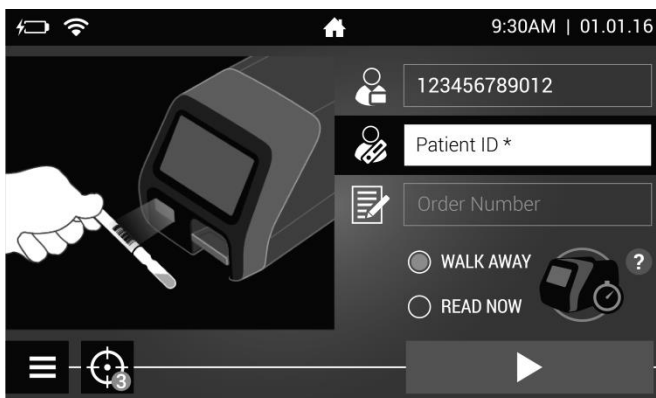 9:30AM | 01.01.16
123456789012
Patient ID *
Order Number
WALK AWAY
?
READ NOW
3